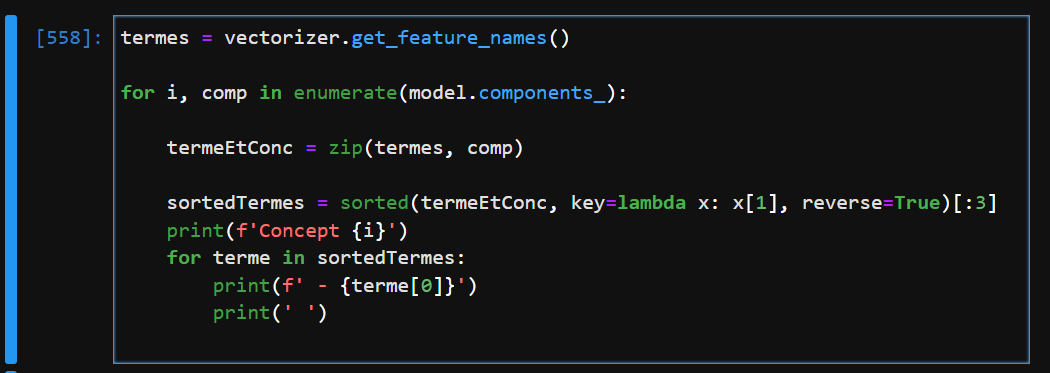 [558]: termes = vectorizer.get_feature_names()
for i, comp in enumerate(model.components_):
    termeEtConc = zip(termes, comp)
    sortedTermes = sorted(termeEtConc, key=lambda x: x[1], reverse=True)[:3]
    print(f'Concept {i}')
    for terme in sortedTermes:
        print(f' - {terme[0]}')
        print(' ')